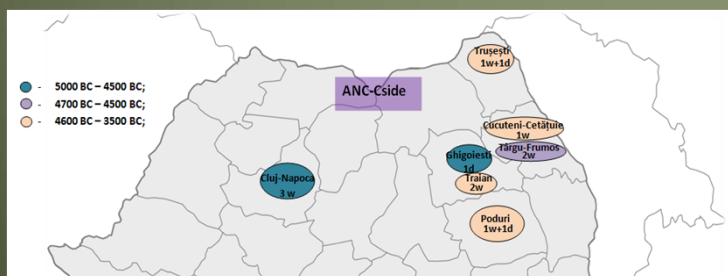 Trușești
1w+1d
ANC-Cside
- 5000 BC – 4500 BC;
- 4700 BC – 4500 BC;
- 4600 BC – 3500 BC;
Cucuteni-Cetățuie
1w
Târgu-Frumos
2w
Ghigoiesti
1d
Traian
2w
Cluj-Napoca
3 w
Poduri
1w+1d